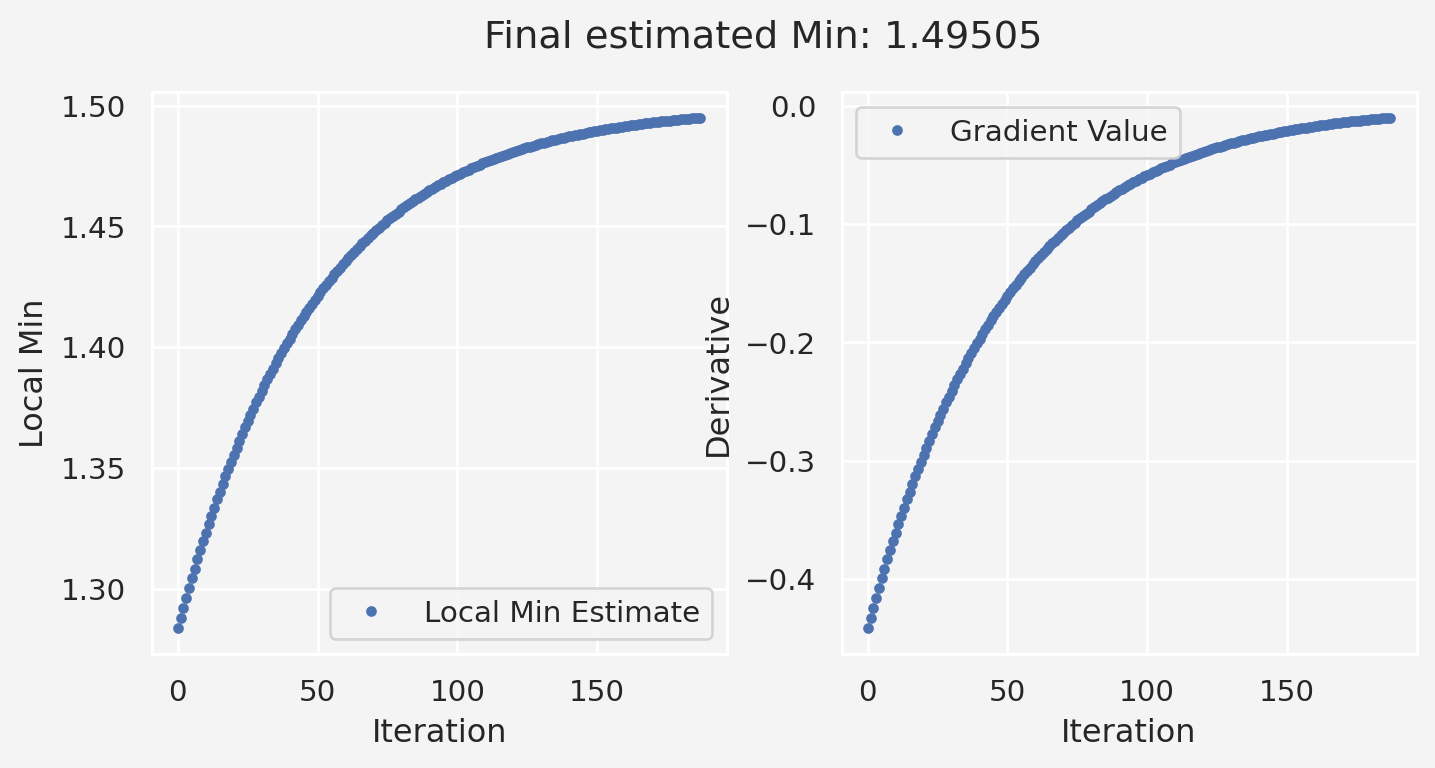 Final estimated Min: 1.49505
Local Min
1.50
1.45
1.40
1.35
1.30
Local Min Estimate
0
50
100
150
Iteration
Derivative
0.0
−0.1
−0.2
−0.3
−0.4
Gradient Value
0
50
100
150
Iteration